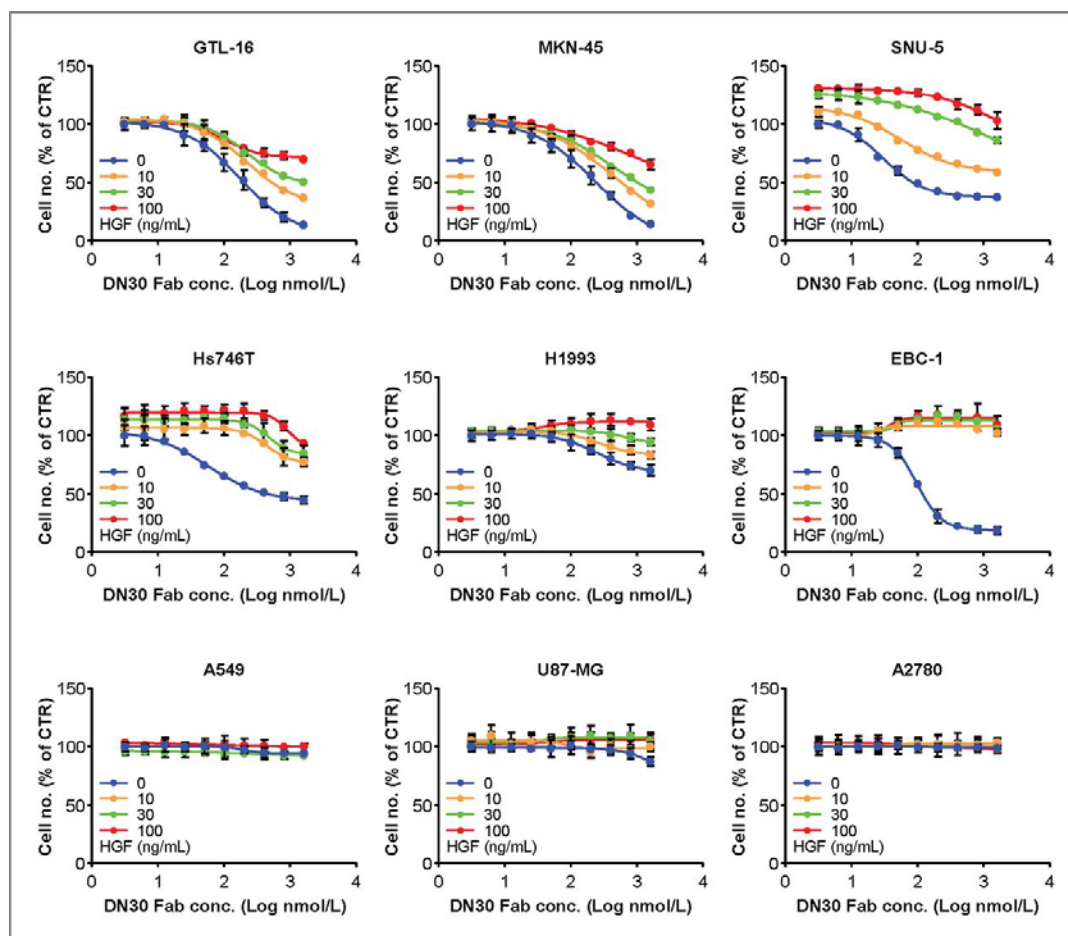 GTL-16
150
100
50
0
Cell no. (% of CTR)
0
10
30
100
HGF (ng/mL)
0 1 2 3 4
DN30 Fab conc. (Log nmol/L)
MKN-45
150
100
50
0
Cell no. (% of CTR)
0
10
30
100
HGF (ng/mL)
0 1 2 3 4
DN30 Fab conc. (Log nmol/L)
SNU-5
150
100
50
0
Cell no. (% of CTR)
0
10
30
100
HGF (ng/mL)
0 1 2 3 4
DN30 Fab conc. (Log nmol/L)
Hs746T
150
100
50
0
Cell no. (% of CTR)
0
10
30
100
HGF (ng/mL)
0 1 2 3 4
DN30 Fab conc. (Log nmol/L)
H1993
150
100
50
0
Cell no. (% of CTR)
0
10
30
100
HGF (ng/mL)
0 1 2 3 4
DN30 Fab conc. (Log nmol/L)
EBC-1
150
100
50
0
Cell no. (% of CTR)
0
10
30
100
HGF (ng/mL)
0 1 2 3 4
DN30 Fab conc. (Log nmol/L)
A549
150
100
50
0
Cell no. (% of CTR)
0
10
30
100
HGF (ng/mL)
0 1 2 3 4
DN30 Fab conc. (Log nmol/L)
U87-MG
150
100
50
0
Cell no. (% of CTR)
0
10
30
100
HGF (ng/mL)
0 1 2 3 4
DN30 Fab conc. (Log nmol/L)
A2780
150
100
50
0
Cell no. (% of CTR)
0
10
30
100
HGF (ng/mL)
0 1 2 3 4
DN30 Fab conc. (Log nmol/L)